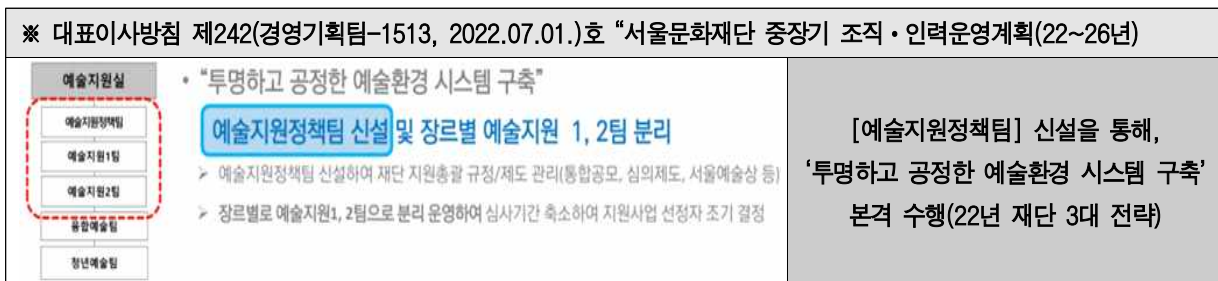 ※ 대표이사방침 제242(경영기획팀-1513, 2022.07.01.)호 “서울문화재단 중장기 조직·인력운영계획(22~26년)
예술지원실
예술지원정책팀
예술지원1팀
예술지원2팀
융합예술팀
청년예술팀
• “투명하고 공정한 예술환경 시스템 구축”
예술지원정책팀 신설 및 장르별 예술지원 1, 2팀 분리
➢ 예술지원정책팀 신설하여 재단 지원총괄 규정/제도 관리(통합공모, 심의제도, 서울예술상 등)
➢ 장르별로 예술지원1, 2팀으로 분리 운영하여 심사기간 축소하여 지원사업 선정자 조기 결정
[예술지원정책팀] 신설을 통해,
‘투명하고 공정한 예술환경 시스템 구축’
본격 수행(22년 재단 3대 전략)